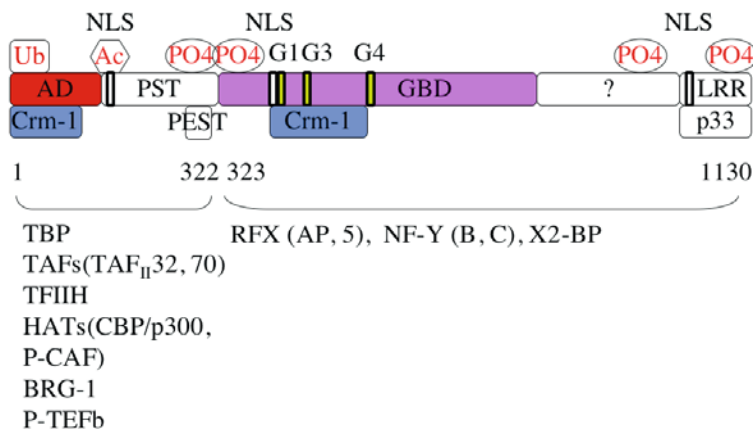 NLS NLS NLS
Ub Ac PO4 PO4 G1 G3 G4 PO4 PO4
AD PST GBD ? LRR
Crm-1 PEST Crm-1 p33
1 322 323 1130
TBP RFX (AP, 5), NF-Y (B, C), X2-BP
TAFs(TAFII32, 70)
TFIIH
HATs(CBP/p300,
P-CAF)
BRG-1
P-TEFb